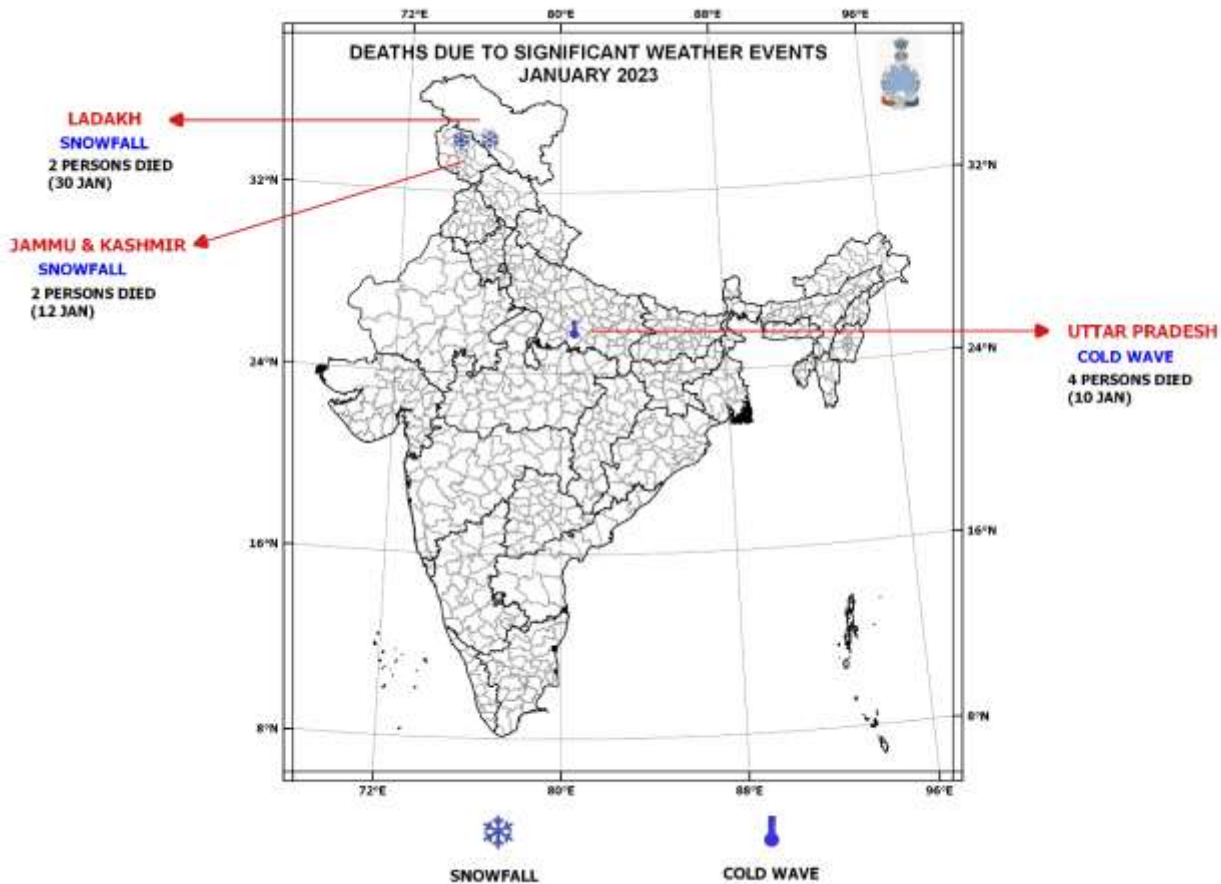 72°E 80°E 88°E 96°E
DEATHS DUE TO SIGNIFICANT WEATHER EVENTS
JANUARY 2023
LADAKH
SNOWFALL
2 PERSONS DIED
(30 JAN)
32°N
32°N
JAMMU & KASHMIR
SNOWFALL
2 PERSONS DIED
(12 JAN)
UTTAR PRADESH
COLD WAVE
4 PERSONS DIED
(10 JAN)
24°N
24°N
16°N
16°N
8°N
8°N
72°E 80°E 88°E 96°E
SNOWFALL
COLD WAVE